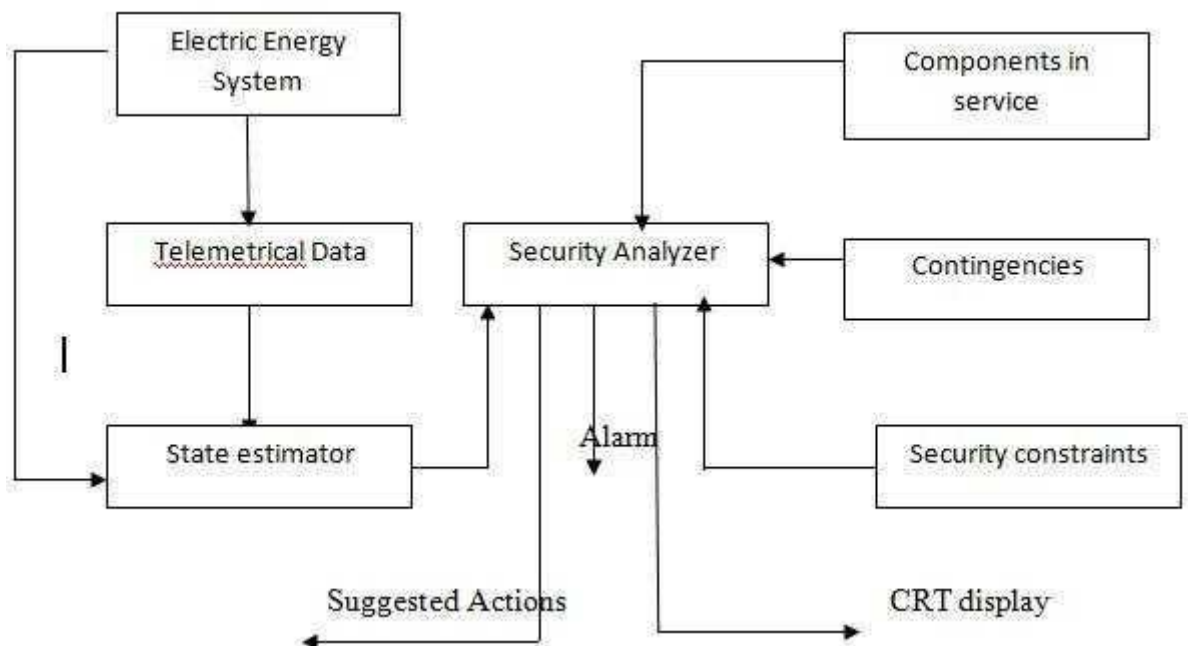 Electric Energy
System
Components in
service
Telemetrical Data
Security Analyzer
Contingencies
State estimator
Alarm
Security constraints
Suggested Actions
CRT display